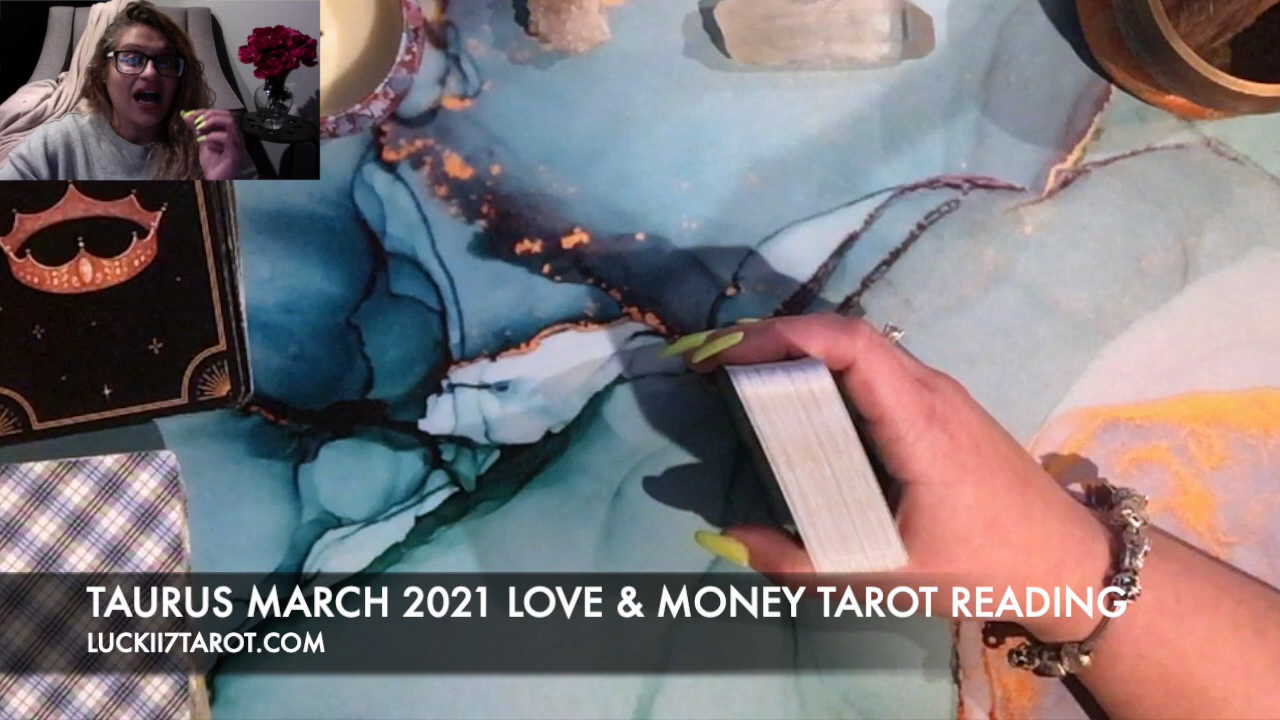 TAURUS MARCH 2021 LOVE & MONEY TAROT READING
LUCKII7TAROT.COM